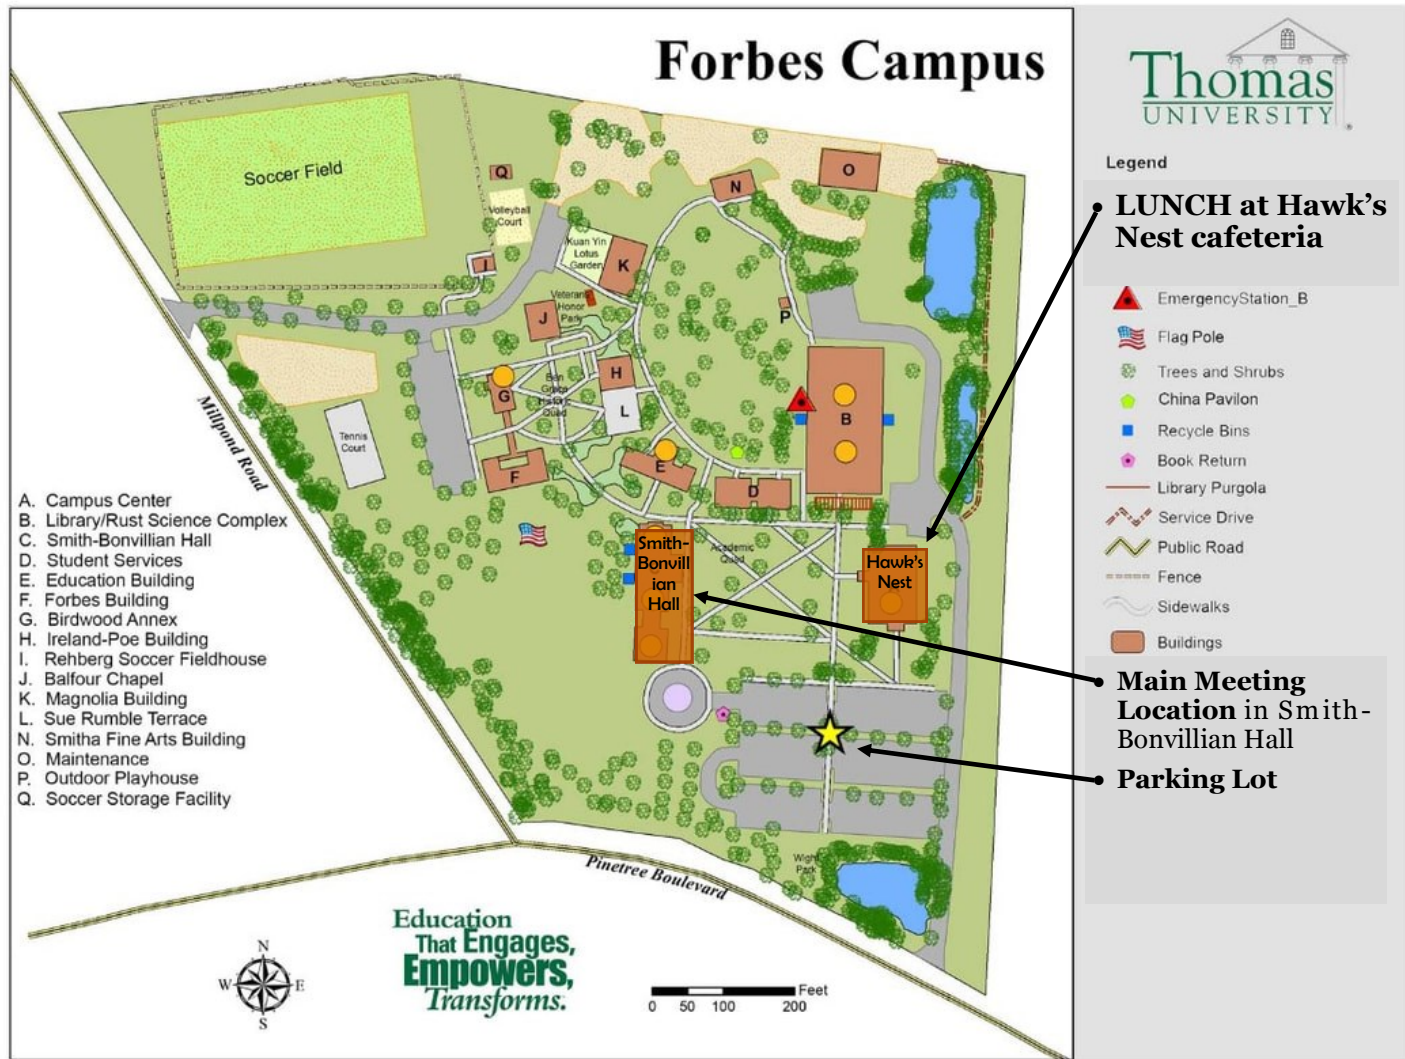 Forbes Campus
Thomas
UNIVERSITY
Legend
• LUNCH at Hawk's
Nest cafeteria
EmergencyStation_B
Flag Pole
Trees and Shrubs
China Pavilon
Recycle Bins
Book Return
Library Purgola
Service Drive
Public Road
Fence
Sidewalks
Buildings
• Main Meeting
Location in Smith-
Bonvillian Hall
• Parking Lot
Soccer Field
Q
Volleyball
Court
I
Kuan Yin
Lotus
Garden
K
N
O
Veterans
Honor
Park
J
P
H
Ben
Grace
History
Quad
G
L
B
Tennis
Court
E
F
D
Millpond Road
Smith-
Bonvill
ian
Hall
Academic
Quad
Hawk's
Nest
A. Campus Center
B. Library/Rust Science Complex
C. Smith-Bonvillian Hall
D. Student Services
E. Education Building
F. Forbes Building
G. Birdwood Annex
H. Ireland-Poe Building
I. Rehberg Soccer Fieldhouse
J. Balfour Chapel
K. Magnolia Building
L. Sue Rumble Terrace
N. Smitha Fine Arts Building
O. Maintenance
P. Outdoor Playhouse
Q. Soccer Storage Facility
Wight
Park
Pinetree Boulevard
Education
That Engages,
Empowers,
Transforms.
N
W E
S
Feet
0 50 100 200